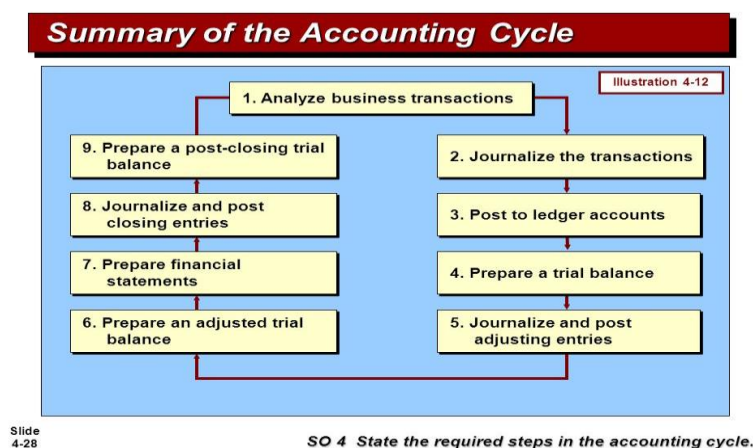 Summary of the Accounting Cycle
Illustration 4-12
1. Analyze business transactions
2. Journalize the transactions
3. Post to ledger accounts
4. Prepare a trial balance
5. Journalize and post
adjusting entries
6. Prepare an adjusted trial
balance
7. Prepare financial
statements
8. Journalize and post
closing entries
9. Prepare a post-closing trial
balance
Slide
4-28
SO 4 State the required steps in the accounting cycle.